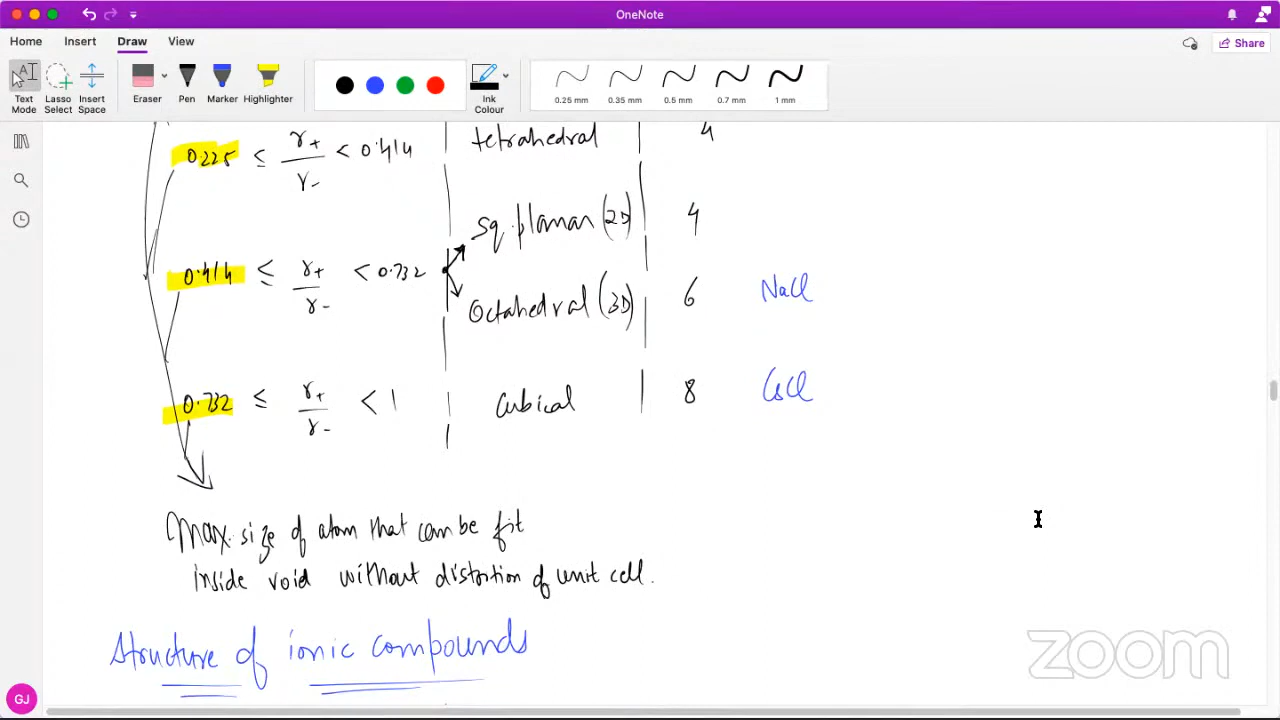 OneNote
Home Insert Draw View
Share
Text Mode
Lasso Select
Insert Space
Eraser
Pen
Marker
Highlighter
Ink Colour
0.25 mm
0.35 mm
0.5 mm
0.7 mm
1 mm
0.225 ≤ r+/r- < 0.414 tetrahedral 4
sq. planar (2D) 4
0.414 ≤ r+/r- < 0.732
Octahedral (3D) 6 NaCl
0.732 ≤ r+/r- < 1 Cubical 8 CsCl
Max. size of atom that can be fit
inside void without distortion of unit cell.
Structure of ionic compounds
zoom
GJ